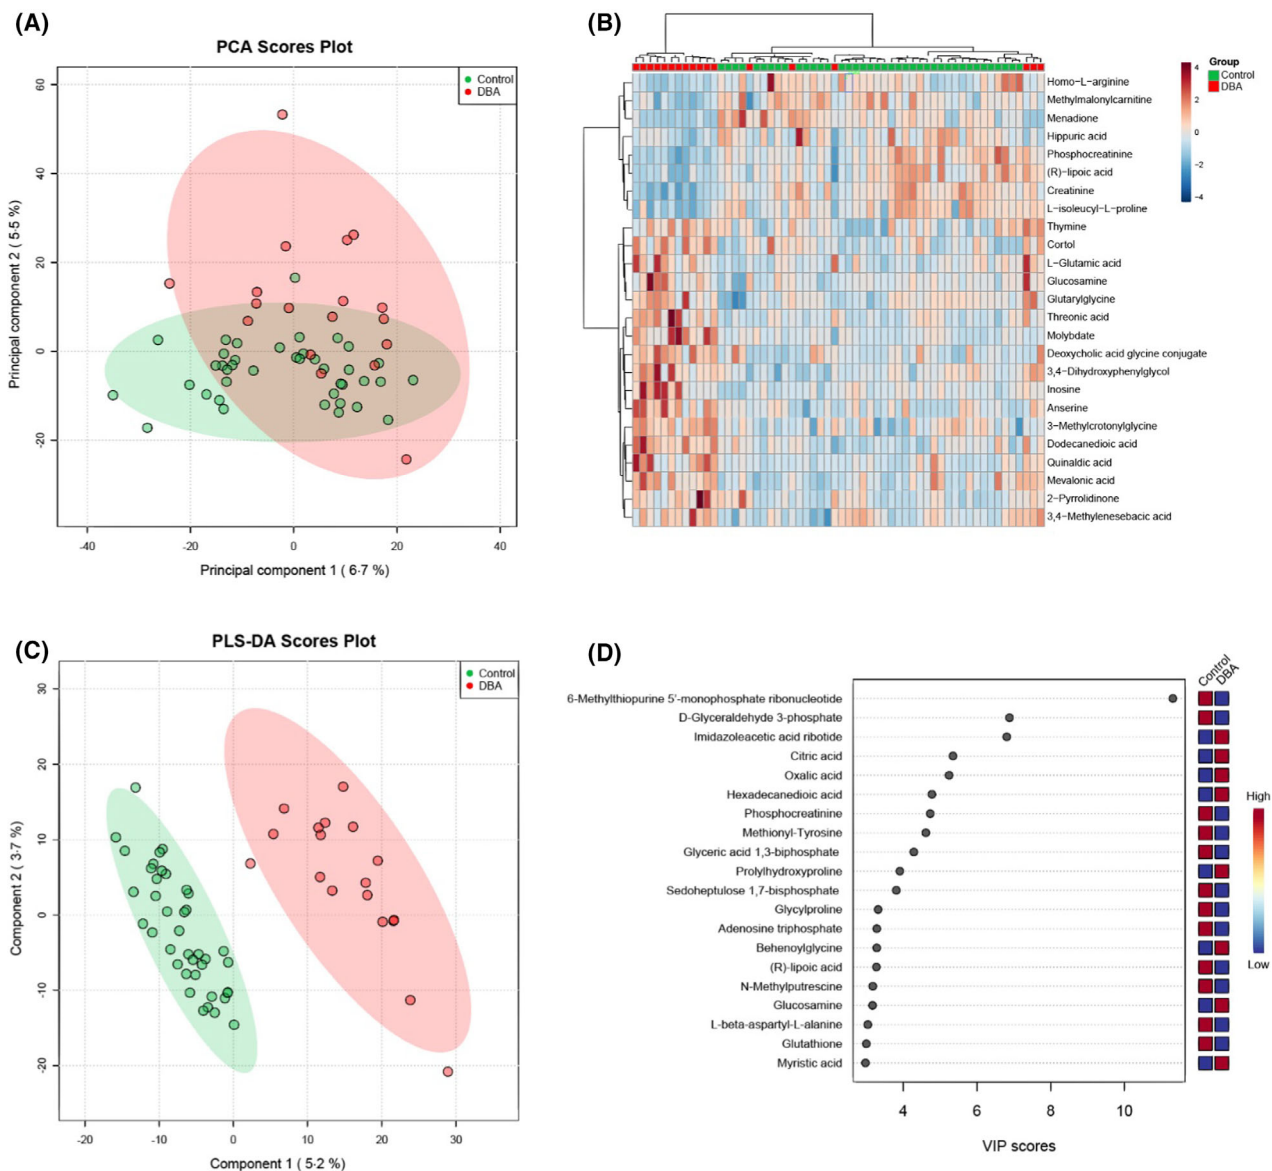 (A)
PCA Scores Plot
Control
DBA
60
40
20
0
-20
Principal component 2 ( 5·5 %)
-40
-20
0
20
40
Principal component 1 ( 6·7 %)
(B)
Homo−L−arginine
Methylmalonylcarnitine
Menadione
Hippuric acid
Phosphocreatinine
(R)−lipoic acid
Creatinine
L−isoleucyl−L−proline
Thymine
Cortol
L−Glutamic acid
Glucosamine
Glutarylglycine
Threonic acid
Molybdate
Deoxycholic acid glycine conjugate
3,4−Dihydroxyphenylglycol
Inosine
Anserine
3−Methylcrotonylglycine
Dodecanedioic acid
Quinaldic acid
Mevalonic acid
2−Pyrrolidinone
3,4−Methylenesebacic acid
4
2
0
−2
−4
Group
Control
DBA
(C)
PLS-DA Scores Plot
Control
DBA
30
20
10
0
-10
-20
Component 2 ( 3·7 %)
-20
-10
0
10
20
30
Component 1 ( 5·2 %)
(D)
Control
DBA
6-Methylthiopurine 5'-monophosphate ribonucleotide
D-Glyceraldehyde 3-phosphate
Imidazoleacetic acid ribotide
Citric acid
Oxalic acid
Hexadecanedioic acid
Phosphocreatinine
Methionyl-Tyrosine
Glyceric acid 1,3-biphosphate
Prolylhydroxyproline
Sedoheptulose 1,7-bisphosphate
Glycylproline
Adenosine triphosphate
Behenoylglycine
(R)-lipoic acid
N-Methylputrescine
Glucosamine
L-beta-aspartyl-L-alanine
Glutathione
Myristic acid
4
6
8
10
VIP scores
High
Low